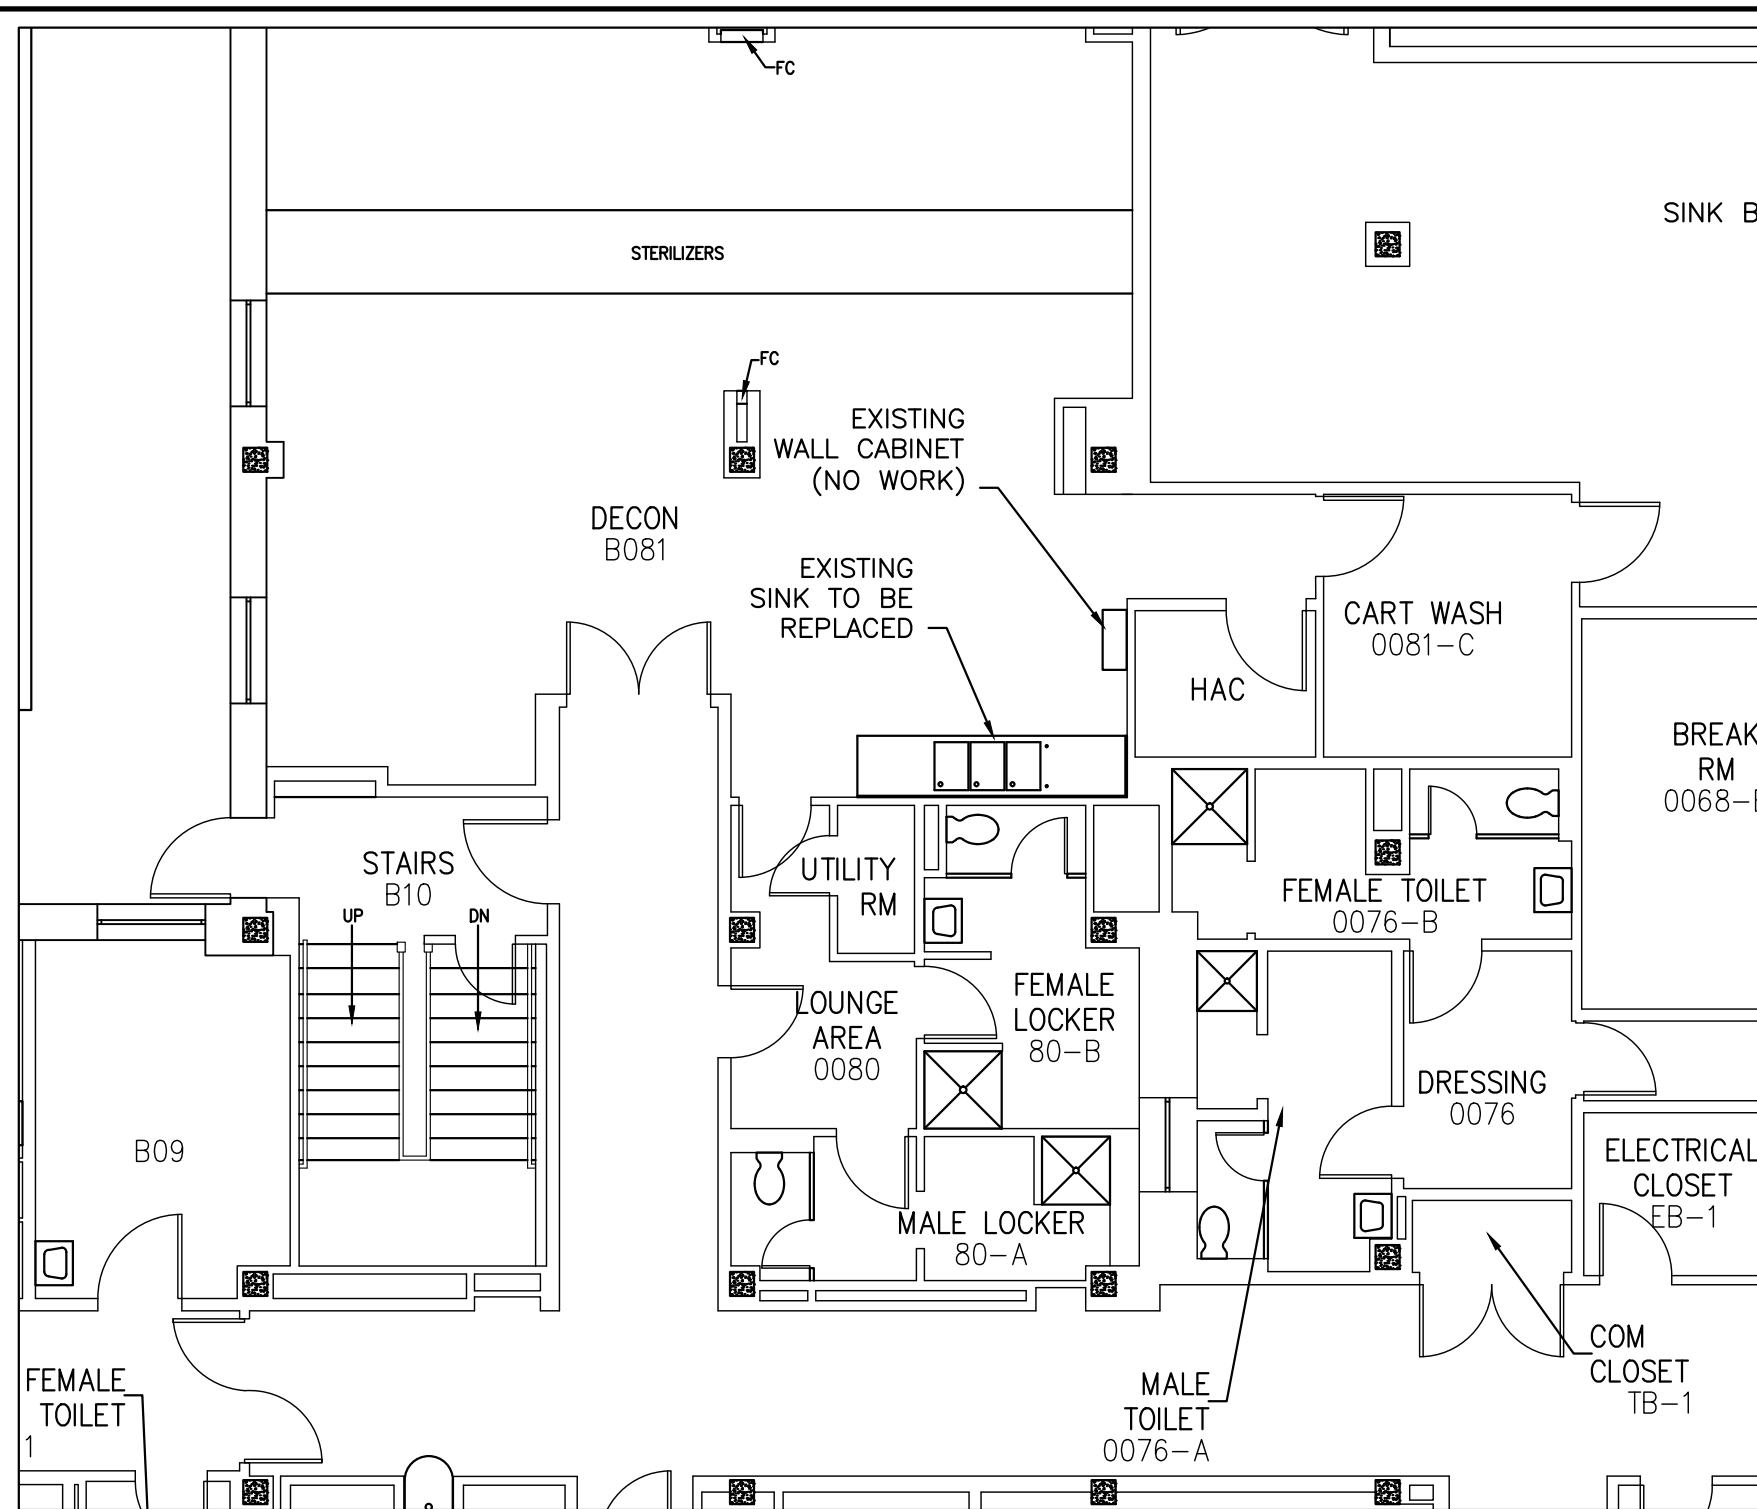 FC
SINK B
STERILIZERS
FC
EXISTING
WALL CABINET
(NO WORK)
DECON
B081
EXISTING
SINK TO BE
REPLACED
CART WASH
0081-C
HAC
BREAK
RM
0068-
STAIRS
B10
UP
DN
UTILITY
RM
FEMALE TOILET
0076-B
LOUNGE
AREA
0080
FEMALE
LOCKER
80-B
DRESSING
0076
B09
ELECTRICAL
CLOSET
EB-1
MALE LOCKER
80-A
COM
CLOSET
TB-1
FEMALE
TOILET
1
MALE
TOILET
0076-A